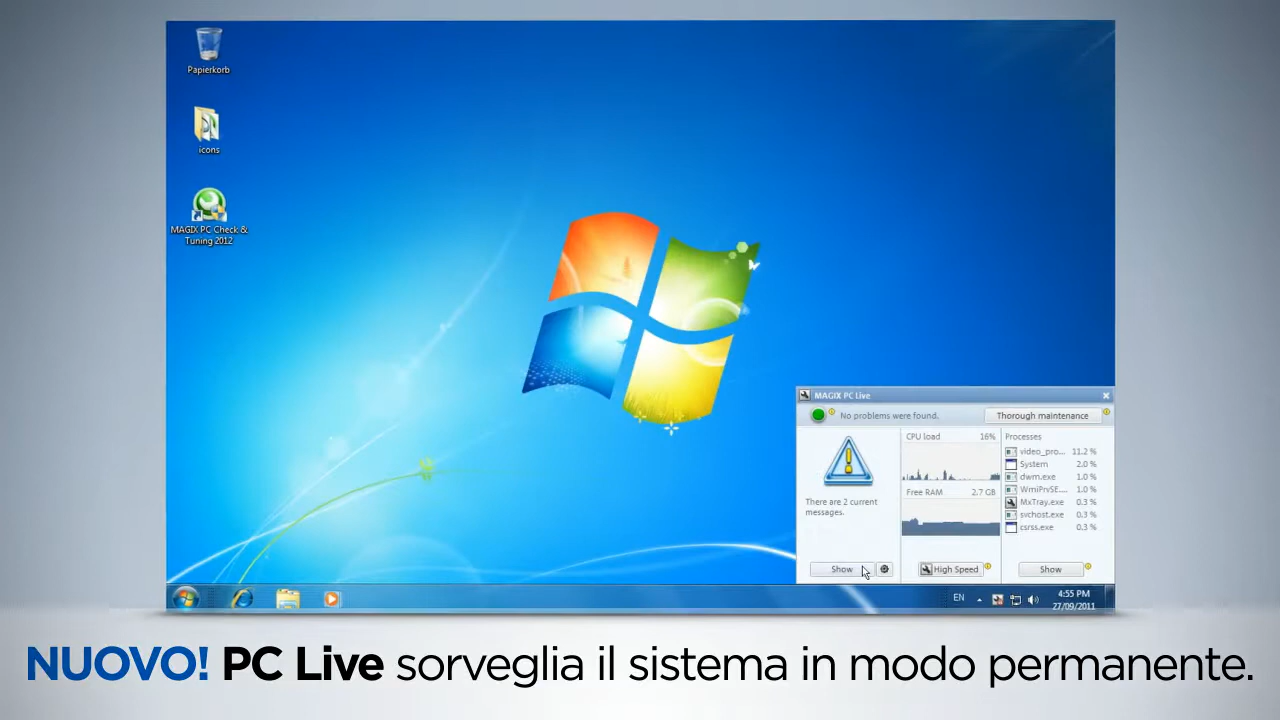 Papierkorb
icons
MAGIX PC Check &
Tuning 2012
MAGIX PC Live
No problems were found.
Thorough maintenance
There are 2 current
messages.
Show
CPU load 16%
Free RAM 2.7 GB
High Speed
Processes
video_pro... 11.2 %
System 2.0 %
dwm.exe 1.0 %
WmiPrvSE.... 1.0 %
MxTray.exe 0.3 %
svchost.exe 0.3 %
csrss.exe 0.3 %
Show
EN
4:55 PM
27/09/2011
NUOVO! PC Live sorveglia il sistema in modo permanente.